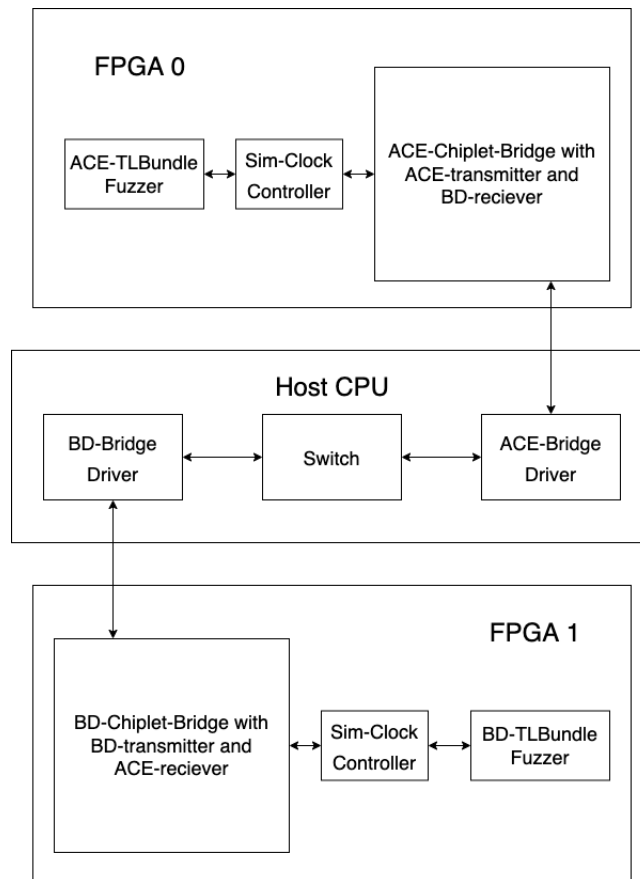 FPGA 0
ACE-TLBundle
Fuzzer
Sim-Clock
Controller
ACE-Chiplet-Bridge with
ACE-transmitter and
BD-reciever
Host CPU
BD-Bridge
Driver
Switch
ACE-Bridge
Driver
FPGA 1
BD-Chiplet-Bridge with
BD-transmitter and
ACE-reciever
Sim-Clock
Controller
BD-TLBundle
Fuzzer